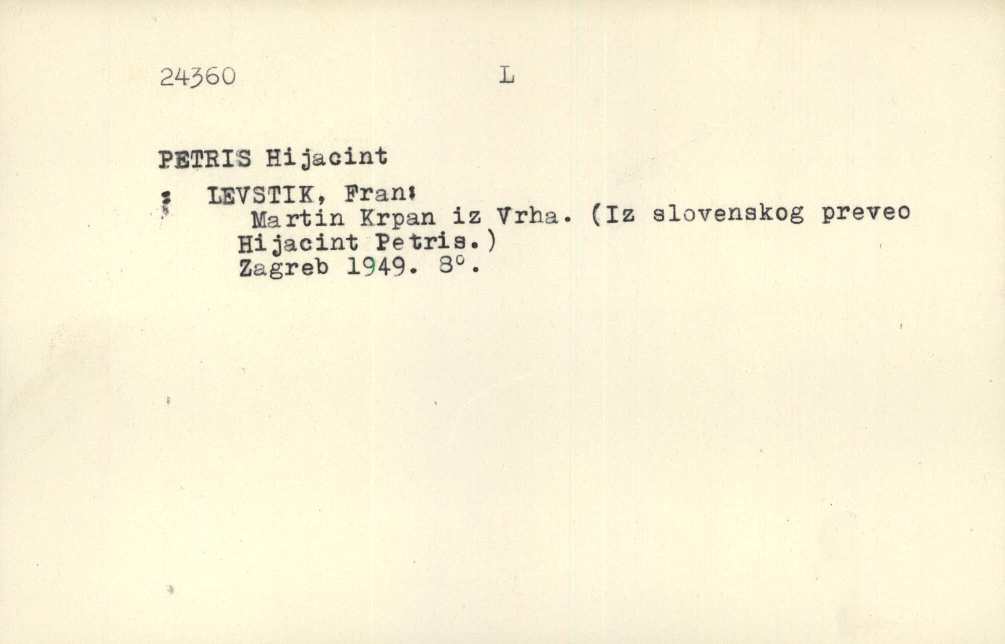 24360 L
PETRIS Hijacint
: LEVSTIK, Fran:
Martin Krpan iz Vrha. (Iz slovenskog preveo
Hijacint Petris.)
Zagreb 1949. 8°.